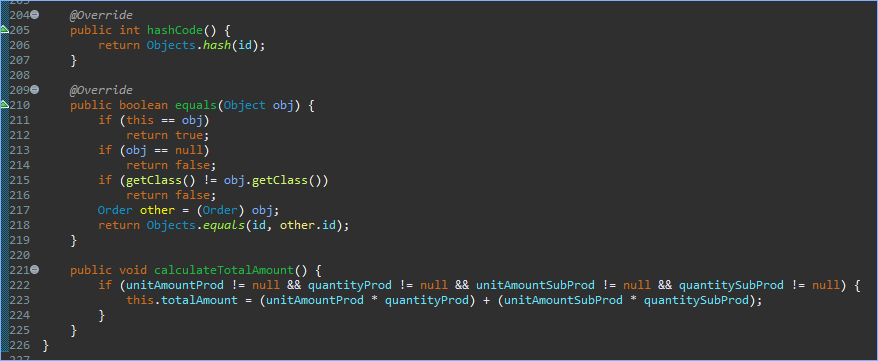 204 @Override
205 public int hashCode() {
206 return Objects.hash(id);
207 }
208
209 @Override
210 public boolean equals(Object obj) {
211 if (this == obj)
212 return true;
213 if (obj == null)
214 return false;
215 if (getClass() != obj.getClass())
216 return false;
217 Order other = (Order) obj;
218 return Objects.equals(id, other.id);
219 }
220
221 public void calculateTotalAmount() {
222 if (unitAmountProd != null && quantityProd != null && unitAmountSubProd != null && quantitySubProd != null) {
223 this.totalAmount = (unitAmountProd * quantityProd) + (unitAmountSubProd * quantitySubProd);
224 }
225 }
226 }